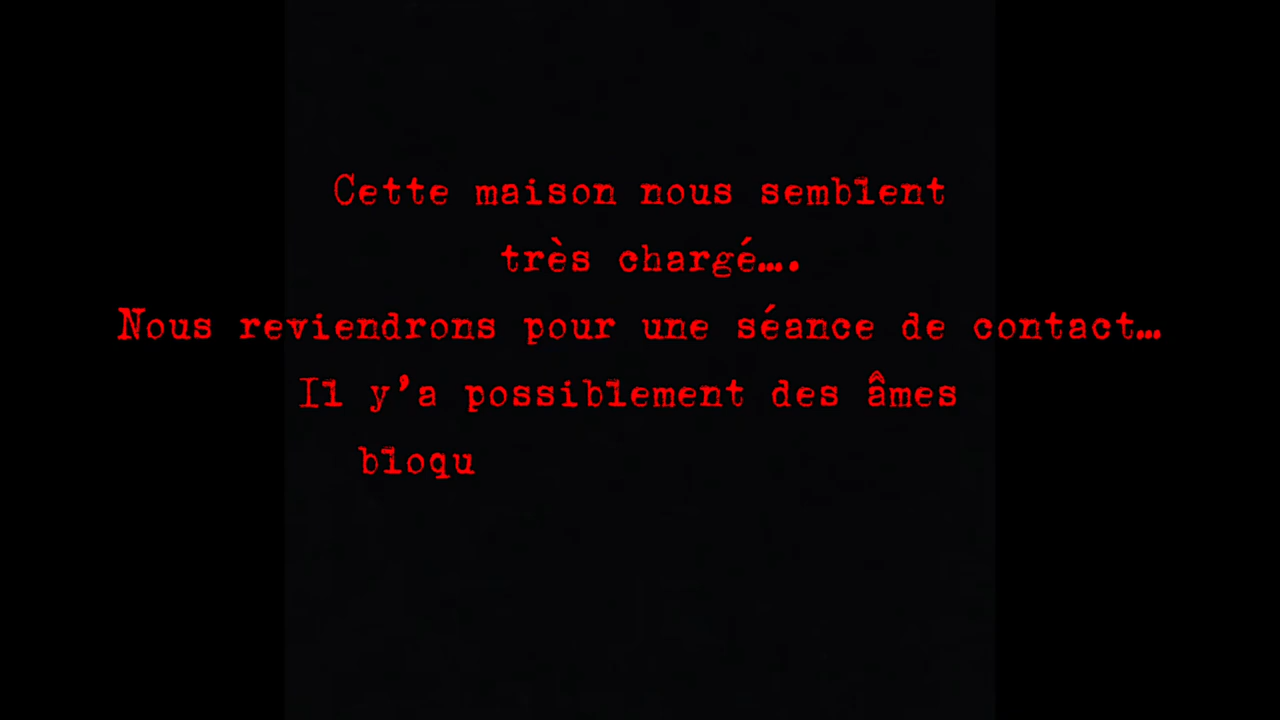 Cette maison nous semblent
très chargé….
Nous reviendrons pour une séance de contact…
Il y’a possiblement des âmes
bloqu